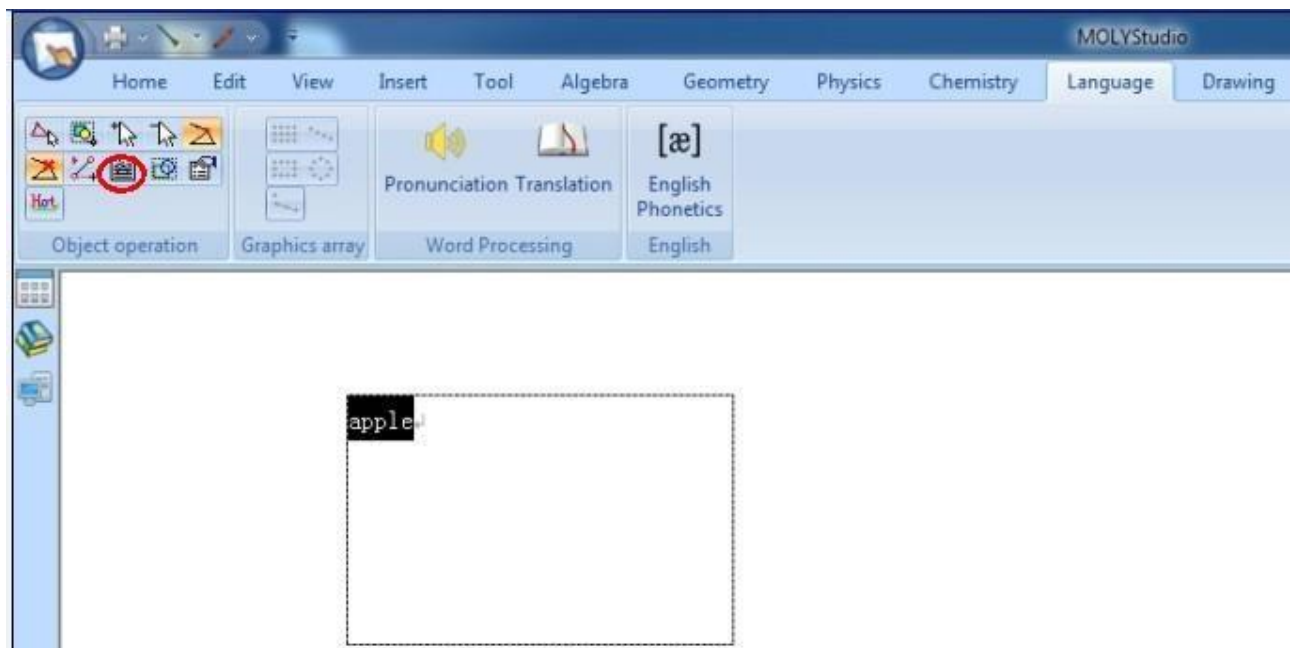 MOLYStudio
Home Edit View Insert Tool Algebra Geometry Physics Chemistry Language Drawing
Hot
Pronunciation Translation
[æ]
English
Phonetics
Object operation Graphics array Word Processing English
apple